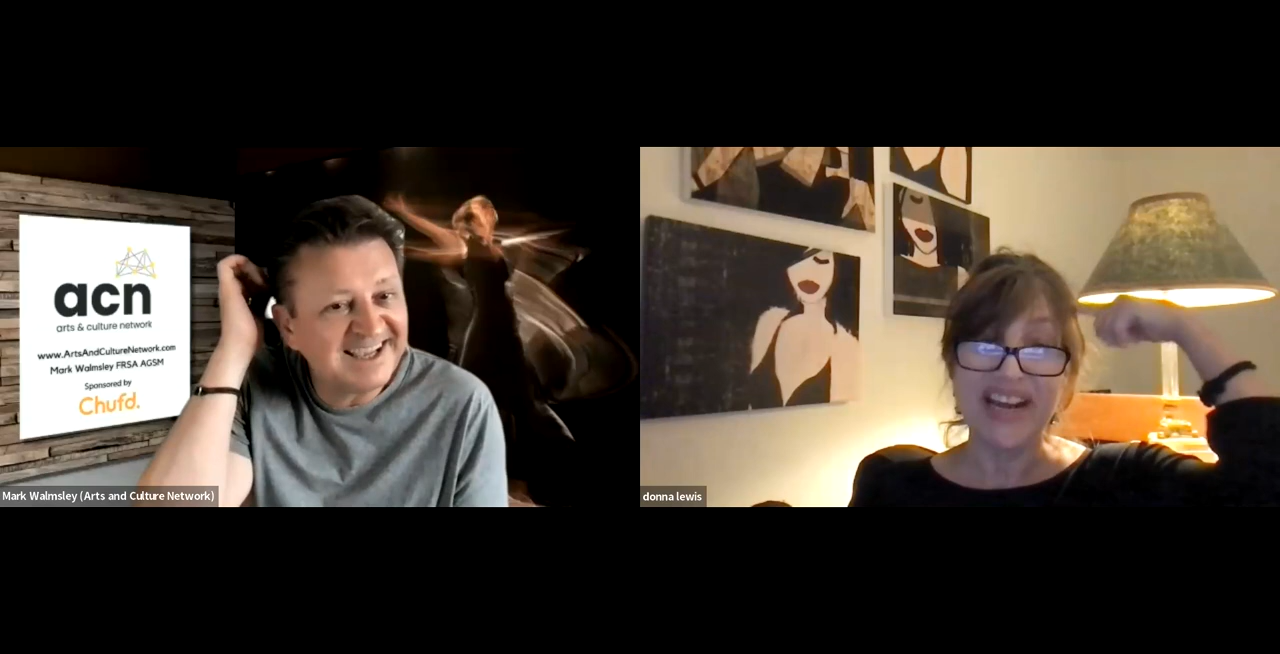 acn
arts & culture network
www.ArtsAndCultureNetwork.com
Mark Walmsley FRSA AGSM
Sponsored by
Chufd.
Mark Walmsley (Arts and Culture Network)
donna lewis